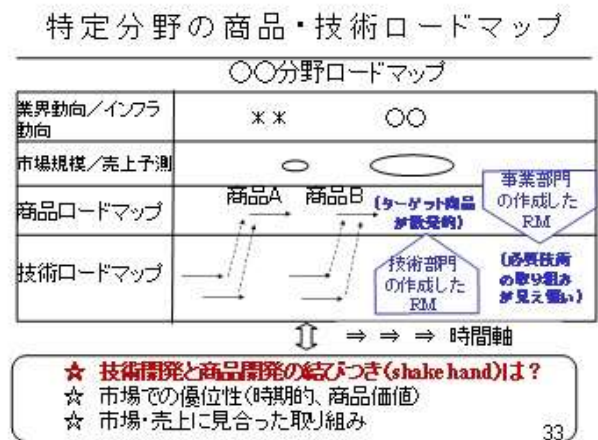 特定分野の商品・技術ロードマップ
〇〇分野ロードマップ
業界動向／インフラ
動向
＊＊
〇〇
市場規模／売上予測
商品ロードマップ
商品A
商品B
(ターゲット商品
が散発的)
事業部門
の作成した
RM
技術ロードマップ
技術部門
の作成した
RM
(必要技術
の取り組み
が見え難い)
⇒ ⇒ ⇒ 時間軸
☆ 技術開発と商品開発の結びつき(shake hand)は？
☆ 市場での優位性(時期的、商品価値)
☆ 市場・売上に見合った取り組み
33